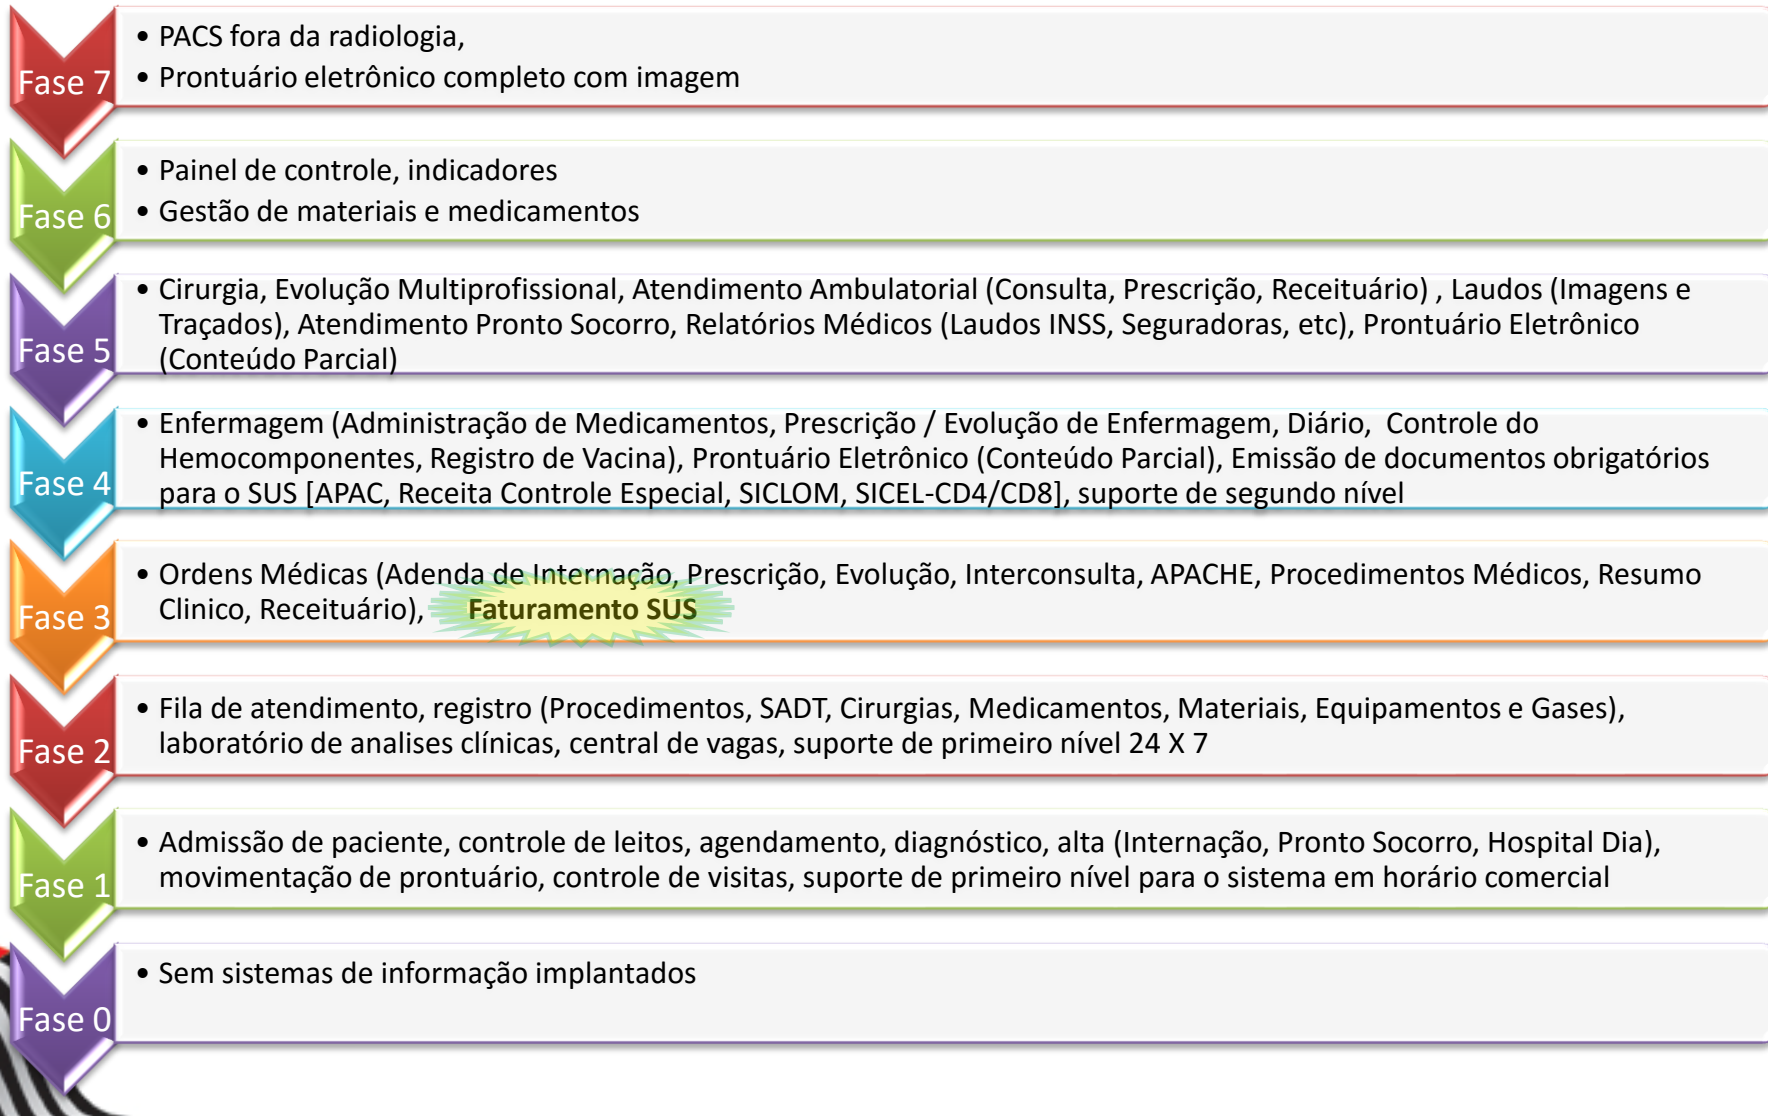 Fase 7
• PACS fora da radiologia,
• Prontuário eletrônico completo com imagem
Fase 6
• Painel de controle, indicadores
• Gestão de materiais e medicamentos
Fase 5
• Cirurgia, Evolução Multiprofissional, Atendimento Ambulatorial (Consulta, Prescrição, Receituário) , Laudos (Imagens e
Traçados), Atendimento Pronto Socorro, Relatórios Médicos (Laudos INSS, Seguradoras, etc), Prontuário Eletrônico
(Conteúdo Parcial)
Fase 4
• Enfermagem (Administração de Medicamentos, Prescrição / Evolução de Enfermagem, Diário, Controle do
Hemocomponentes, Registro de Vacina), Prontuário Eletrônico (Conteúdo Parcial), Emissão de documentos obrigatórios
para o SUS [APAC, Receita Controle Especial, SICLOM, SICEL-CD4/CD8], suporte de segundo nível
Fase 3
• Ordens Médicas (Adenda de Internação, Prescrição, Evolução, Interconsulta, APACHE, Procedimentos Médicos, Resumo
Clinico, Receituário), Faturamento SUS
Fase 2
• Fila de atendimento, registro (Procedimentos, SADT, Cirurgias, Medicamentos, Materiais, Equipamentos e Gases),
laboratório de analises clínicas, central de vagas, suporte de primeiro nível 24 X 7
Fase 1
• Admissão de paciente, controle de leitos, agendamento, diagnóstico, alta (Internação, Pronto Socorro, Hospital Dia),
movimentação de prontuário, controle de visitas, suporte de primeiro nível para o sistema em horário comercial
Fase 0
• Sem sistemas de informação implantados